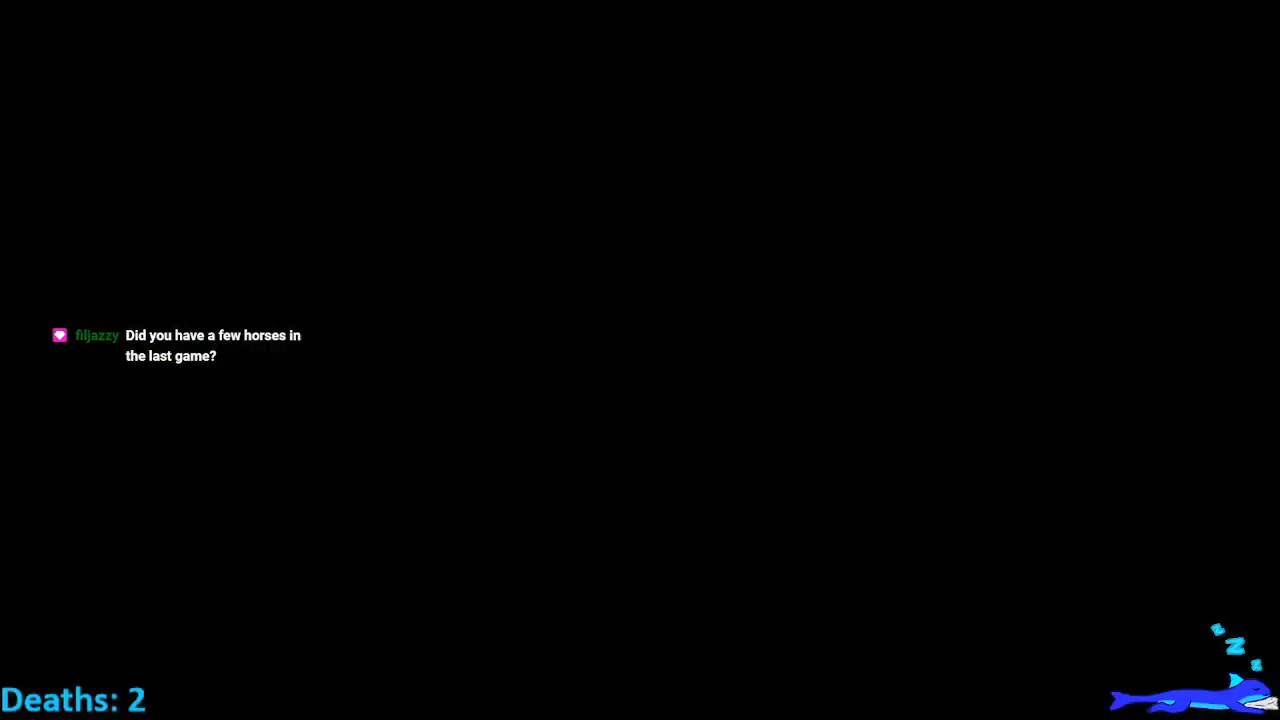 filjazzy Did you have a few horses in
the last game?
z
Z
z
Deaths: 2